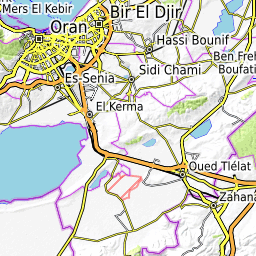 Mers El Kebir
Bir El Djir
Oran
Hassi Bounif
Es-Senia
Sidi Chami
Ben Freh
Boufati
El Kerma
Oued Tlélat
Zahana